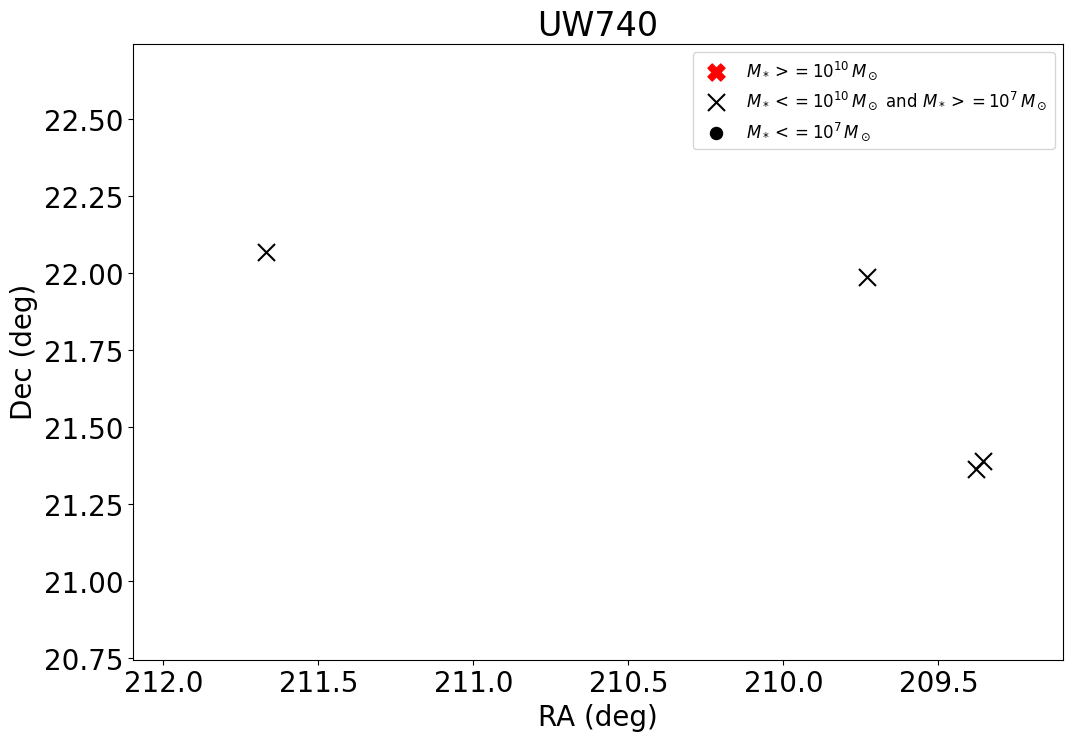 UW740
M* >= 10^10 M⊙
M* <= 10^10 M⊙ and M* >= 10^7 M⊙
M* <= 10^7 M⊙
22.50
22.25
22.00
21.75
21.50
21.25
21.00
20.75
Dec (deg)
212.0 211.5 211.0 210.5 210.0 209.5
RA (deg)